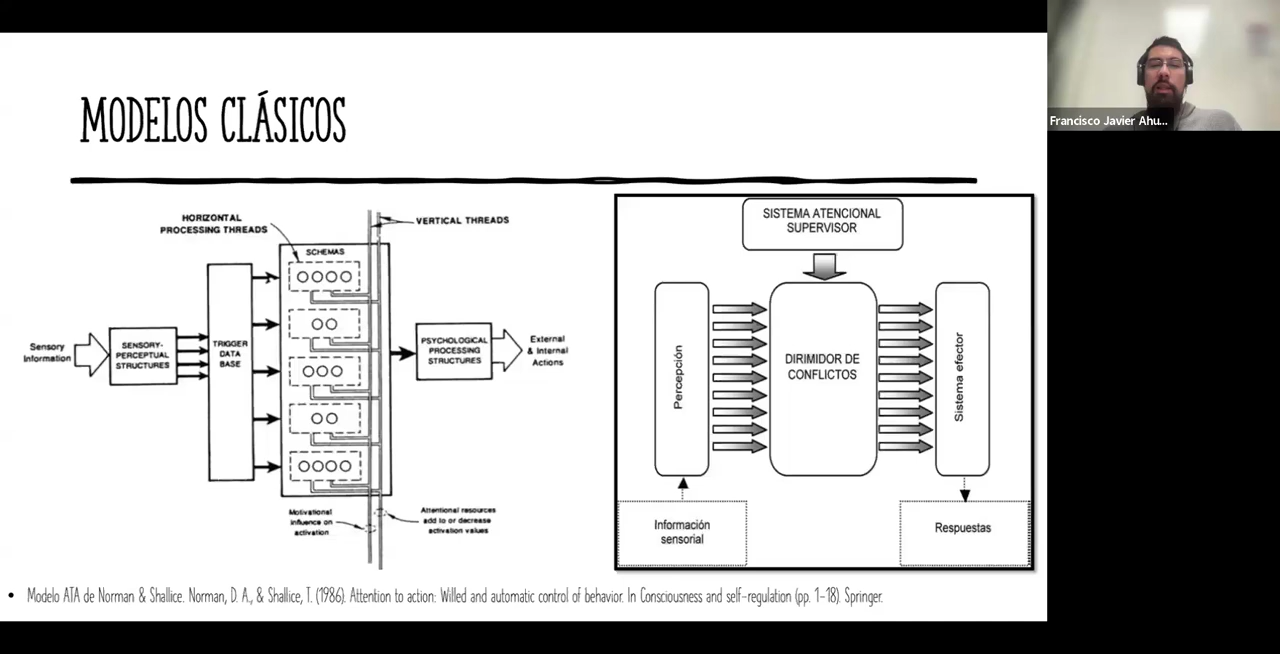 MODELOS CLÁSICOS
HORIZONTAL
PROCESSING THREADS
VERTICAL THREADS
SCHEMAS
Sensory
Information
SENSORY-
PERCEPTUAL
STRUCTURES
TRIGGER
DATA
BASE
PSYCHOLOGICAL
PROCESSING
STRUCTURES
External
& Internal
Actions
Motivational
influence on
activation
Attentional resources
add to or decrease
activation values
SISTEMA ATENCIONAL
SUPERVISOR
Percepción
DIRIMIDOR DE
CONFLICTOS
Sistema efector
Información
sensorial
Respuestas
• Modelo ATA de Norman & Shallice. Norman, D. A., & Shallice, T. (1986). Attention to action: Willed and automatic control of behavior. In Consciousness and self-regulation (pp. 1-18). Springer.
Francisco Javier Ahu...